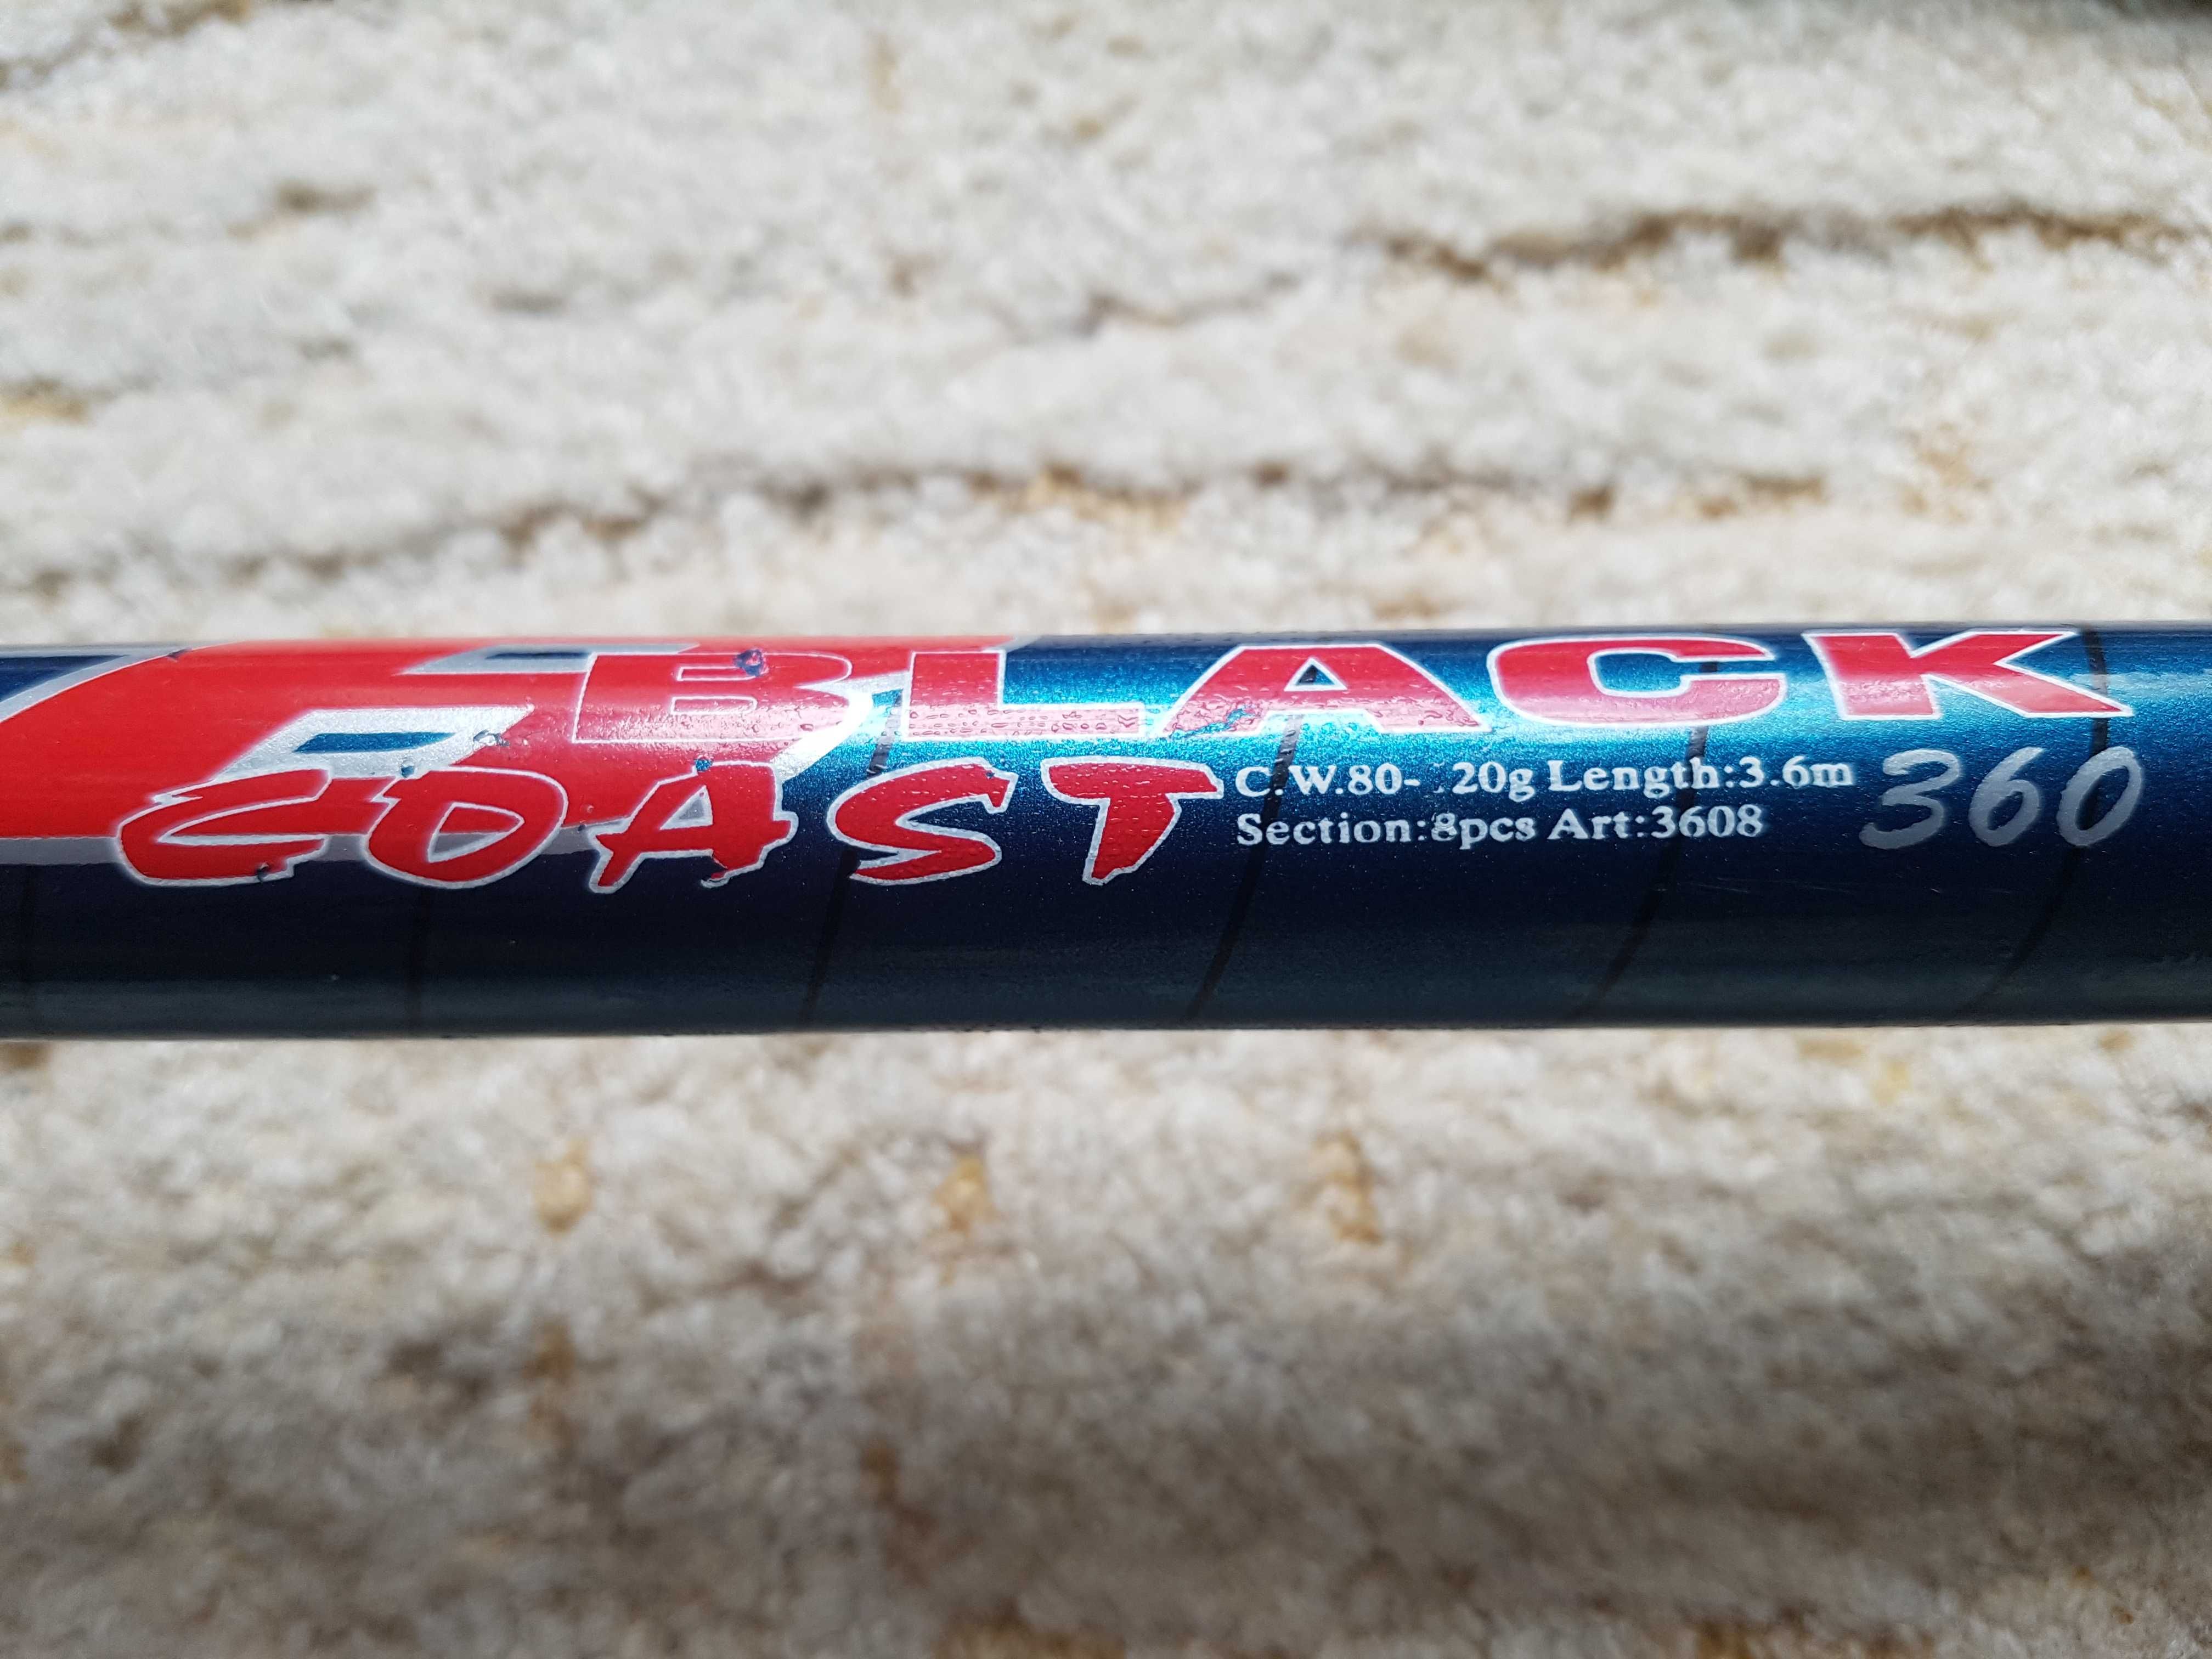 BLACK
COAST
C.W.80- 20g Length:3.6m
Section:8pcs Art:3608
360